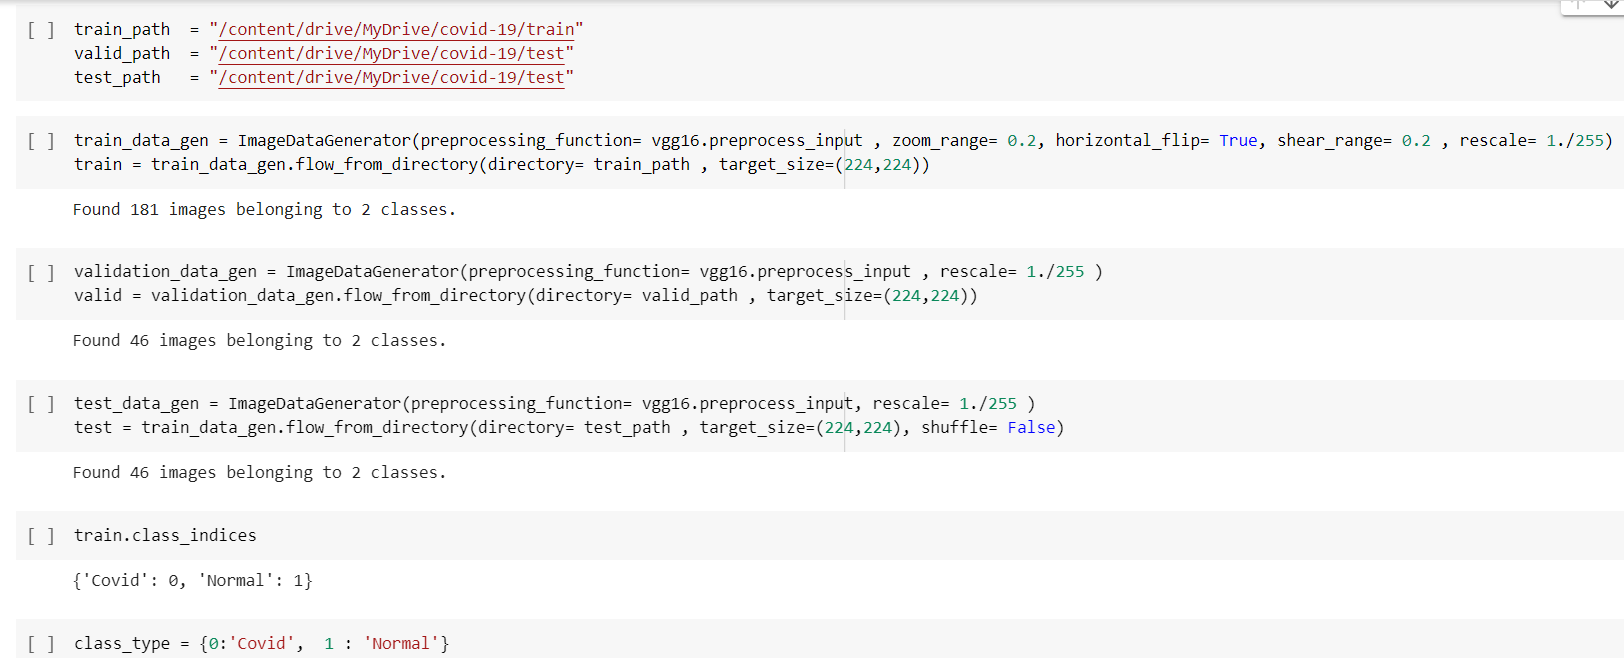 [ ] train_path  = "/content/drive/MyDrive/covid-19/train"
valid_path  = "/content/drive/MyDrive/covid-19/test"
test_path   = "/content/drive/MyDrive/covid-19/test"
[ ] train_data_gen = ImageDataGenerator(preprocessing_function= vgg16.preprocess_input , zoom_range= 0.2, horizontal_flip= True, shear_range= 0.2 , rescale= 1./255)
train = train_data_gen.flow_from_directory(directory= train_path , target_size=(224,224))
Found 181 images belonging to 2 classes.
[ ] validation_data_gen = ImageDataGenerator(preprocessing_function= vgg16.preprocess_input , rescale= 1./255 )
valid = validation_data_gen.flow_from_directory(directory= valid_path , target_size=(224,224))
Found 46 images belonging to 2 classes.
[ ] test_data_gen = ImageDataGenerator(preprocessing_function= vgg16.preprocess_input, rescale= 1./255 )
test = train_data_gen.flow_from_directory(directory= test_path , target_size=(224,224), shuffle= False)
Found 46 images belonging to 2 classes.
[ ] train.class_indices
{'Covid': 0, 'Normal': 1}
[ ] class_type = {0:'Covid',  1 : 'Normal'}